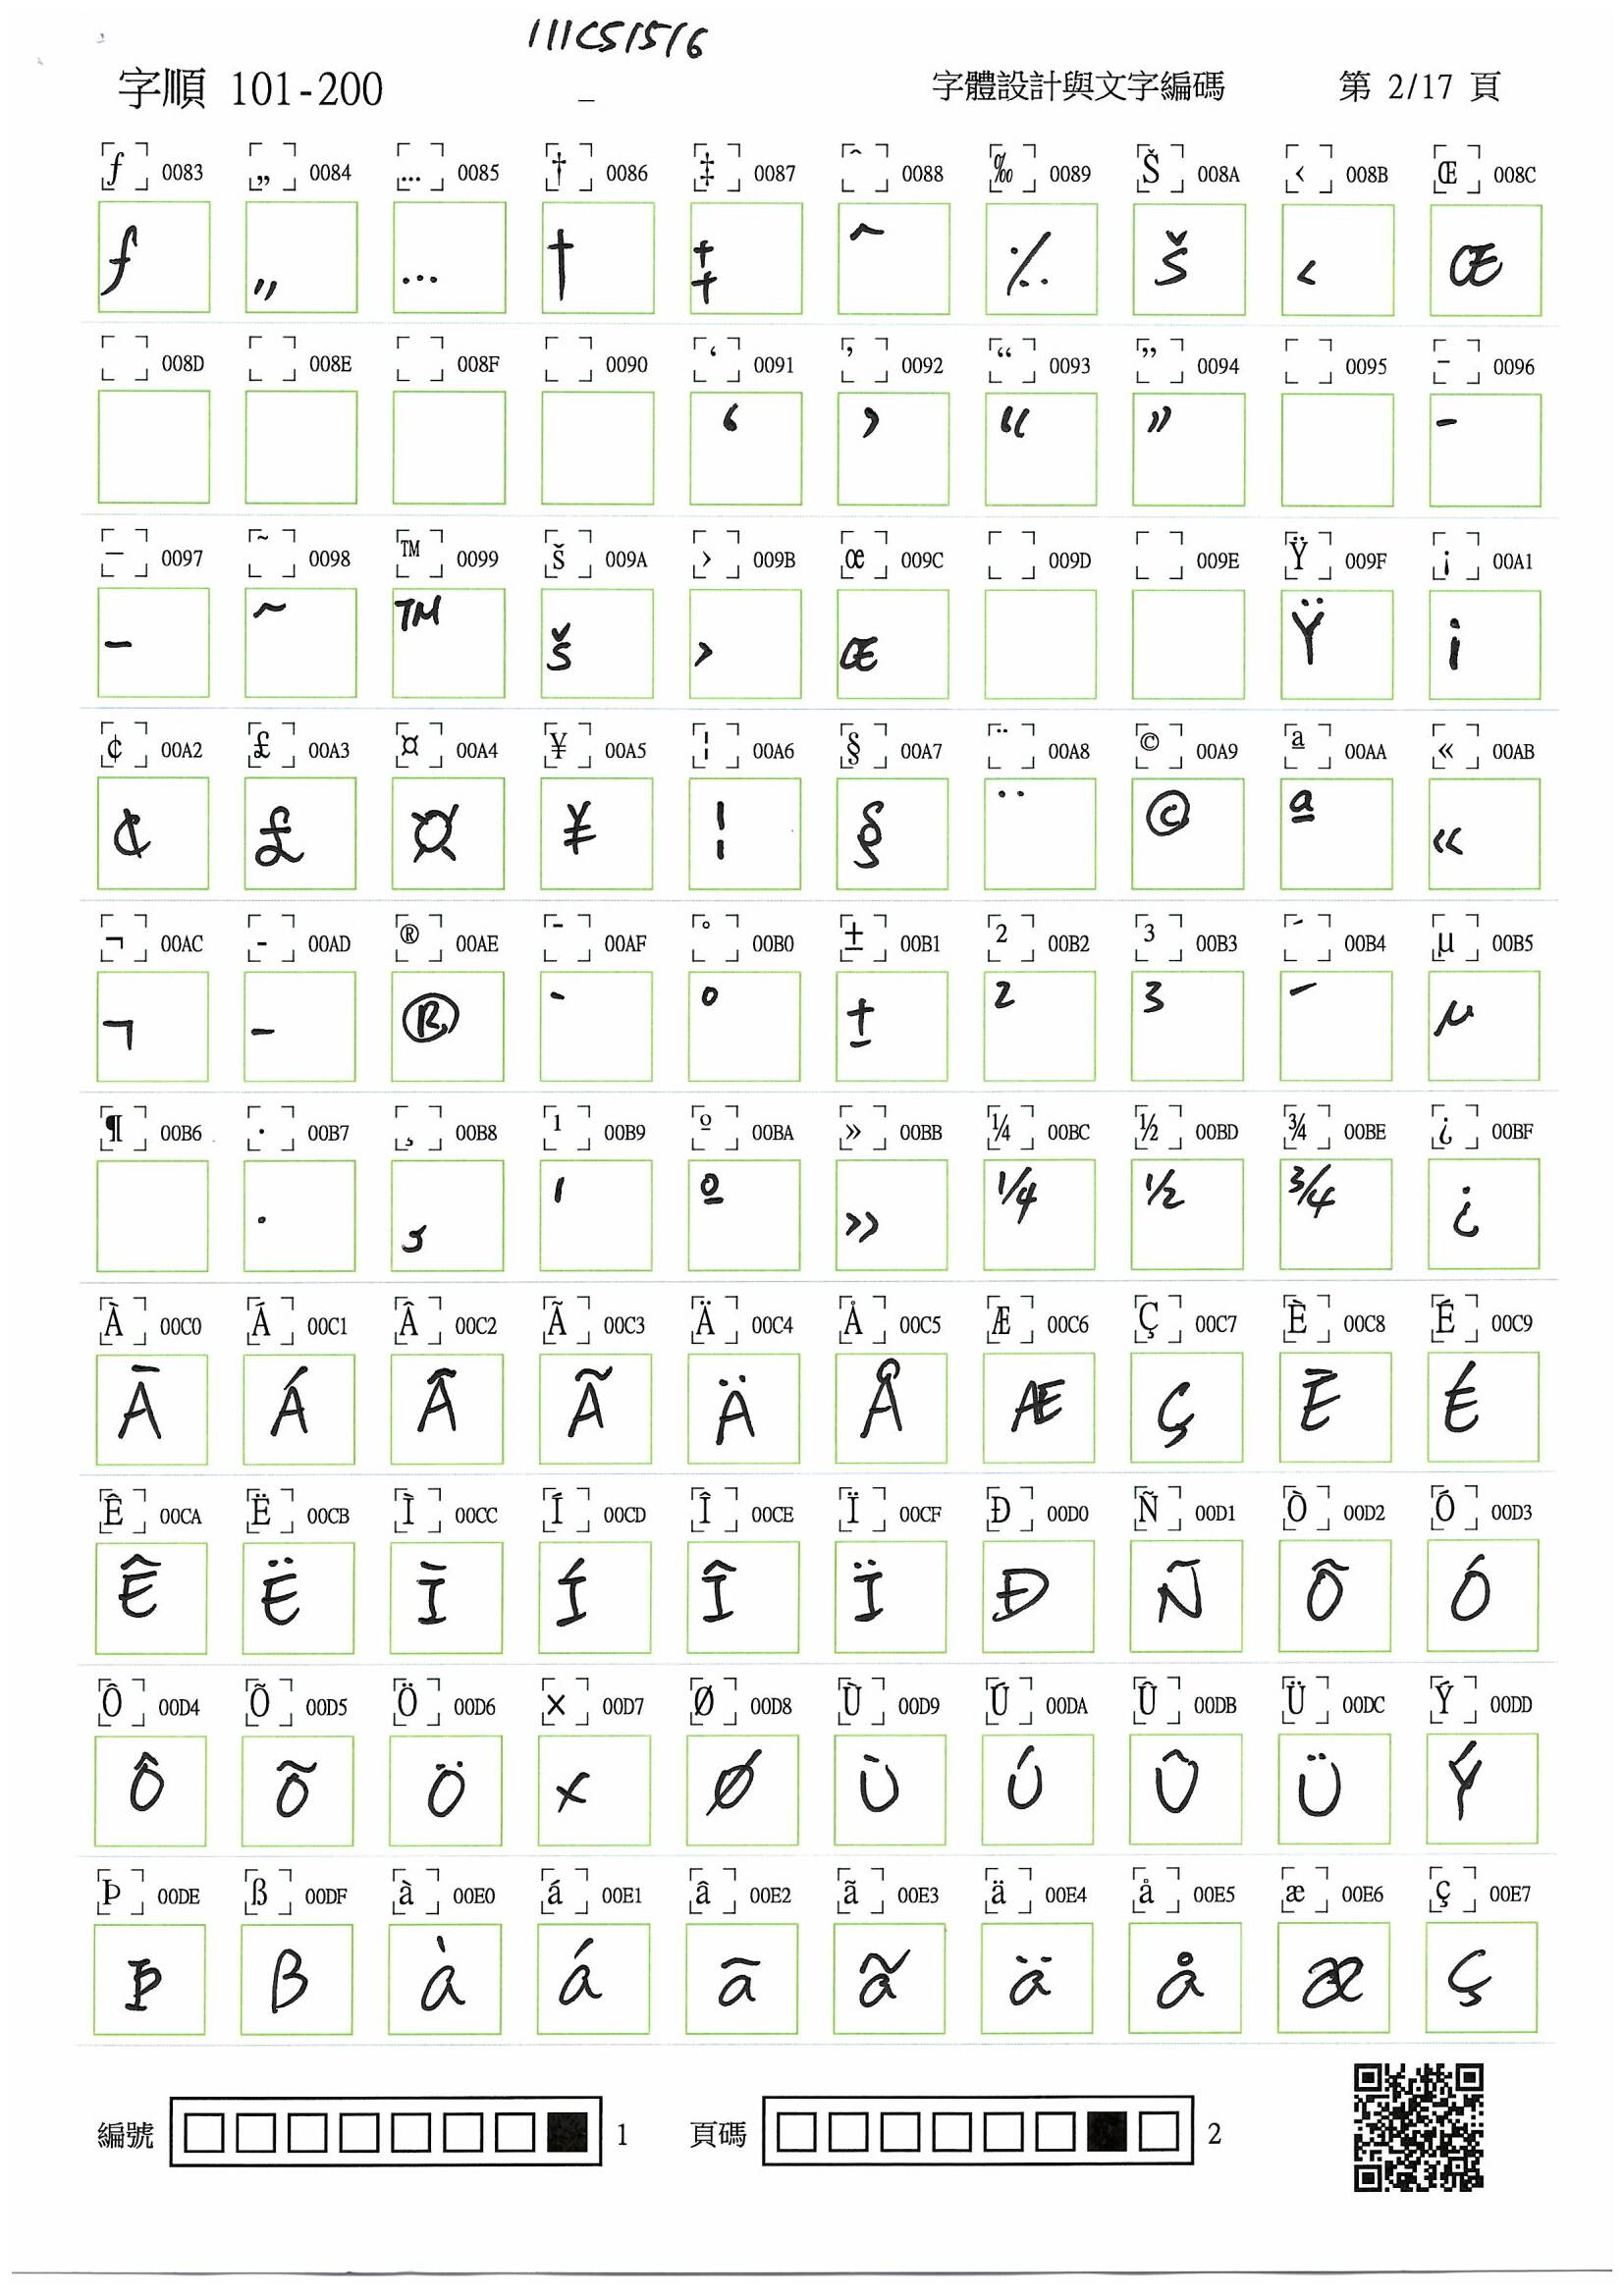 111CS1516
字順 101-200 _ 字體設計與文字編碼 第 2/17 頁
ƒ 0083 „ 0084 … 0085 † 0086 ‡ 0087 ˆ 0088 ‰ 0089 Š 008A ‹ 008B Œ 008C
ƒ „ … † ‡ ˆ ٪. Š ‹ Œ
008D 008E 008F 0090 ‘ 0091 ’ 0092 “ 0093 ” 0094 0095 – 0096
‘ ’ “ ” –
— 0097 ˜ 0098 ™ 0099 š 009A › 009B œ 009C 009D 009E Ÿ 009F ¡ 00A1
— ˜ ™ š › œ Ÿ ¡
¢ 00A2 £ 00A3 ¤ 00A4 ¥ 00A5 ¦ 00A6 § 00A7 ¨ 00A8 © 00A9 ª 00AA « 00AB
¢ £ ¤ ¥ ¦ § ¨ © ª «
¬ 00AC - 00AD ® 00AE ¯ 00AF ° 00B0 ± 00B1 ² 00B2 ³ 00B3 ´ 00B4 µ 00B5
¬ - ® ¯ ° ± ² ³ ´ µ
¶ 00B6 · 00B7 ¸ 00B8 ¹ 00B9 º 00BA » 00BB ¼ 00BC ½ 00BD ¾ 00BE ¿ 00BF
· ¸ ¹ º » ¼ ½ ¾ ¿
À 00C0 Á 00C1 Â 00C2 Ã 00C3 Ä 00C4 Å 00C5 Æ 00C6 Ç 00C7 È 00C8 É 00C9
Ā Á Â Ã Ä Å Æ Ç Ē É
Ê 00CA Ë 00CB Ì 00CC Í 00CD Î 00CE Ï 00CF Ð 00D0 Ñ 00D1 Ò 00D2 Ó 00D3
Ê Ë Ì Í Î Ï Ð Ñ Õ Ó
Ô 00D4 Õ 00D5 Ö 00D6 × 00D7 Ø 00D8 Ù 00D9 Ú 00DA Û 00DB Ü 00DC Ý 00DD
Ô Õ Ö × Ø Ù Ú Û Ü Ý
Þ 00DE ß 00DF à 00E0 á 00E1 â 00E2 ã 00E3 ä 00E4 å 00E5 æ 00E6 ç 00E7
Þ ß à á ā ã ä å æ ç
編號 1 頁碼 2